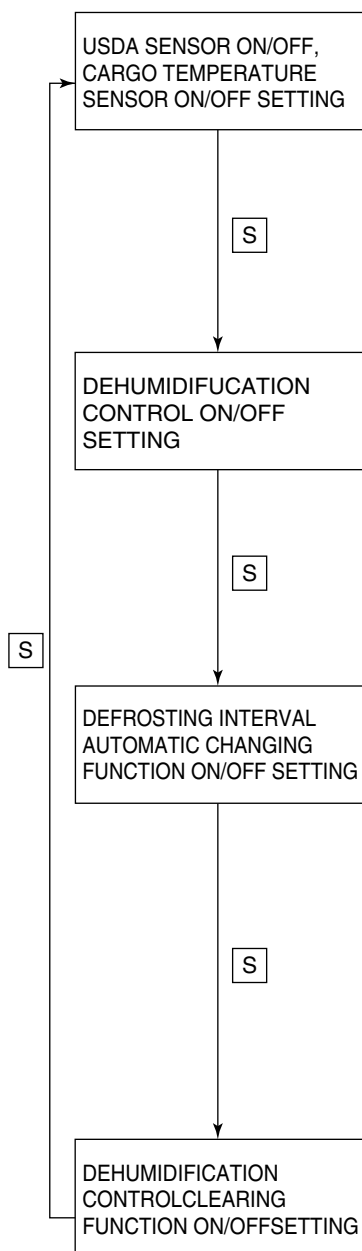 USDA SENSOR ON/OFF,
CARGO TEMPERATURE
SENSOR ON/OFF SETTING
S
DEHUMIDIFUCATION
CONTROL ON/OFF
SETTING
S
S
DEFROSTING INTERVAL
AUTOMATIC CHANGING
FUNCTION ON/OFF SETTING
S
DEHUMIDIFICATION
CONTROLCLEARING
FUNCTION ON/OFFSETTING